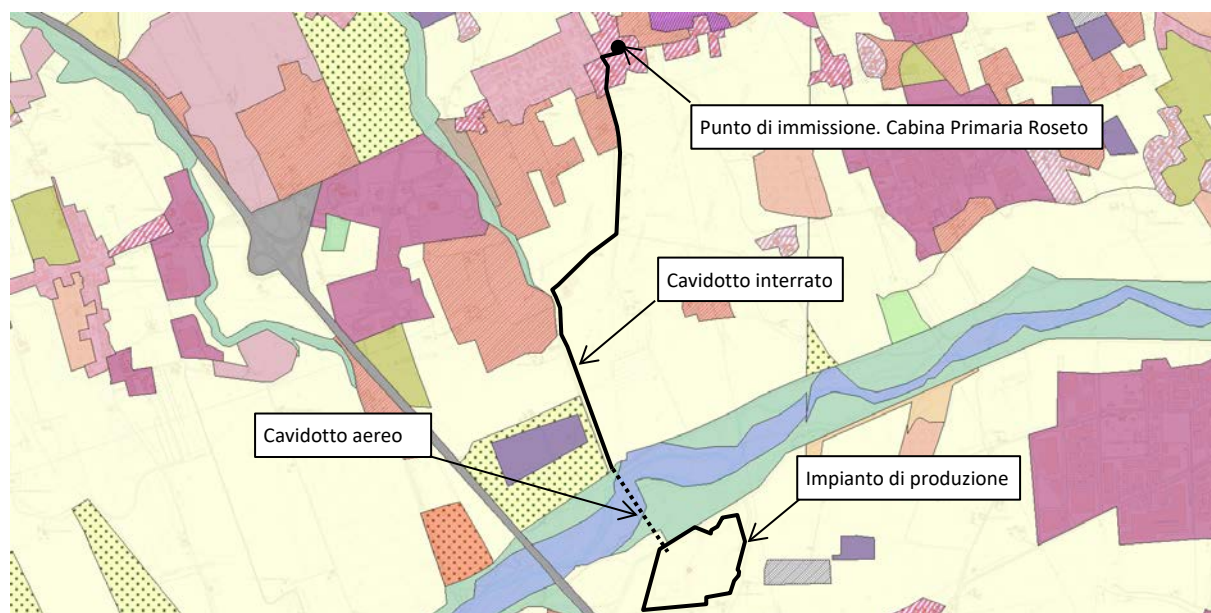 Punto di immissione. Cabina Primaria Roseto
Cavidotto interrato
Cavidotto aereo
Impianto di produzione